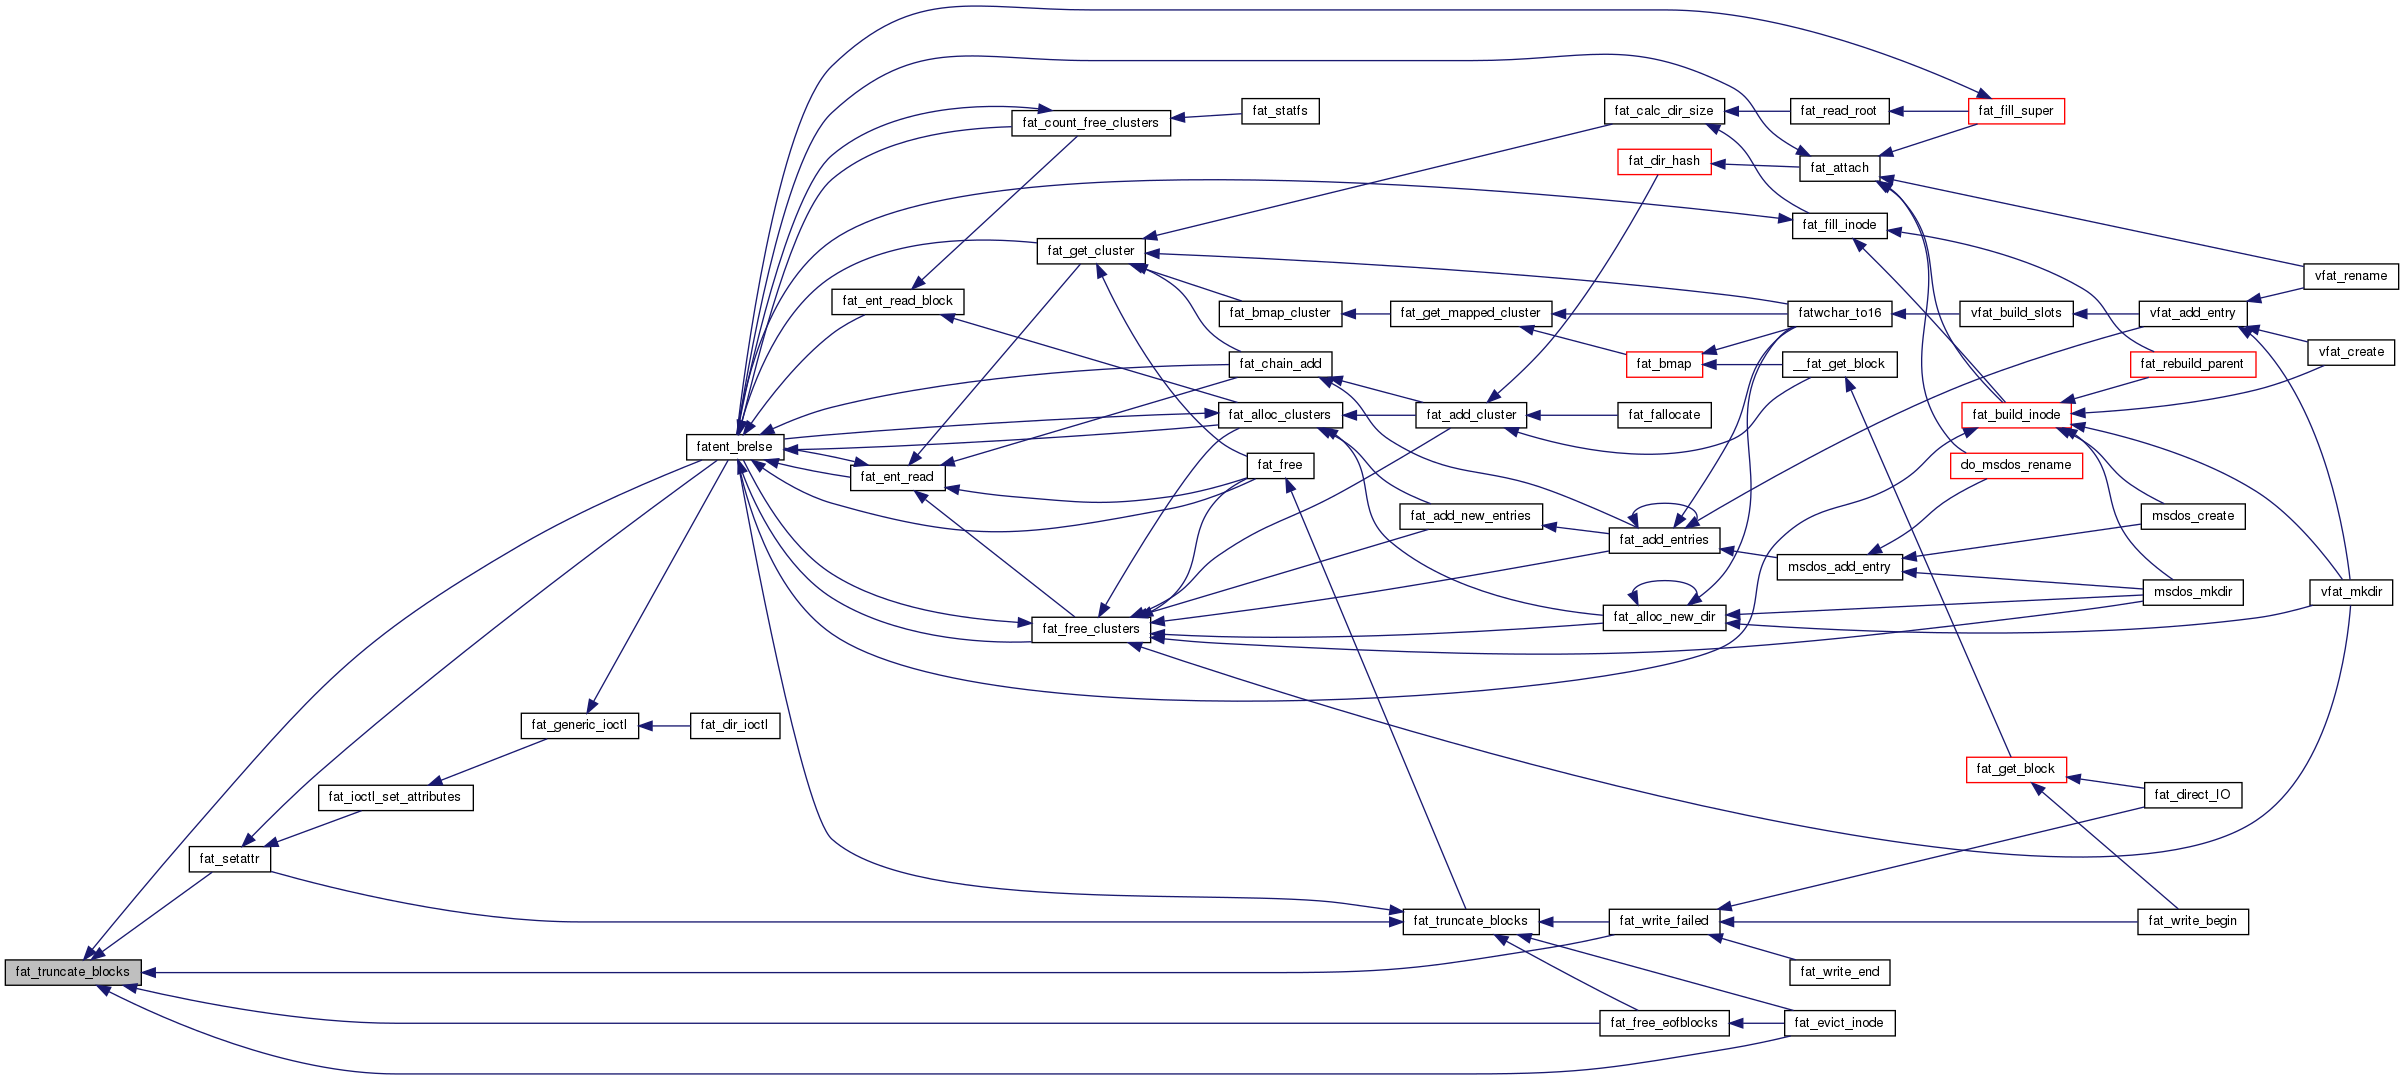 fat_statfs
fat_calc_dir_size
fat_read_root
fat_fill_super
fat_count_free_clusters
fat_dir_hash
fat_attach
fat_fill_inode
fat_get_cluster
vfat_rename
fat_ent_read_block
fat_bmap_cluster
fat_get_mapped_cluster
fatwchar_to16
vfat_build_slots
vfat_add_entry
fat_chain_add
fat_bmap
__fat_get_block
fat_rebuild_parent
vfat_create
fat_alloc_clusters
fat_add_cluster
fat_fallocate
fat_build_inode
fatent_brelse
fat_ent_read
fat_free
do_msdos_rename
fat_add_new_entries
msdos_create
fat_add_entries
msdos_add_entry
msdos_mkdir
vfat_mkdir
fat_alloc_new_dir
fat_free_clusters
fat_generic_ioctl
fat_dir_ioctl
fat_get_block
fat_ioctl_set_attributes
fat_direct_IO
fat_setattr
fat_truncate_blocks
fat_write_failed
fat_write_begin
fat_truncate_blocks
fat_write_end
fat_free_eofblocks
fat_evict_inode